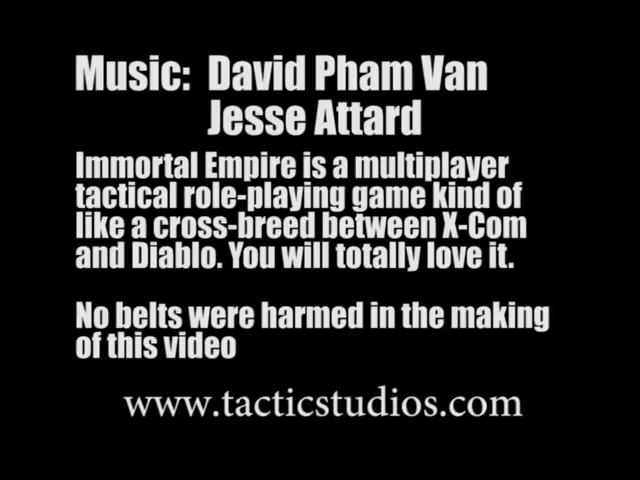 Music: David Pham Van
Jesse Attard
Immortal Empire is a multiplayer
tactical role-playing game kind of
like a cross-breed between X-Com
and Diablo. You will totally love it.
No belts were harmed in the making
of this video
www.tacticstudios.com